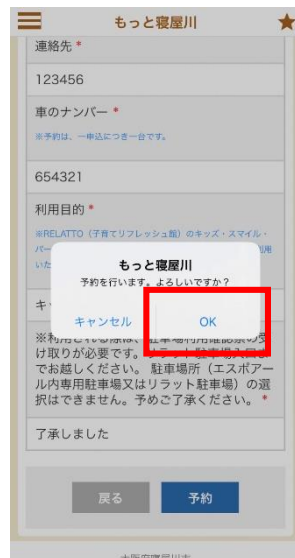 もっと寝屋川
連絡先 *
123456
車のナンバー *
※予約は、一申込につき一台です。
654321
利用目的 *
※RELATTO（子育てリフレッシュ館）のキッズ・スマイル・
もっと寝屋川
予約を行います。よろしいですか？
キャンセル
OK
け取りが必要です。
でお越しください。 駐車場所（エスポアー
ル内専用駐車場又はリラット駐車場）の選
択はできません。予めご了承ください。 *
了承しました
戻る
予約